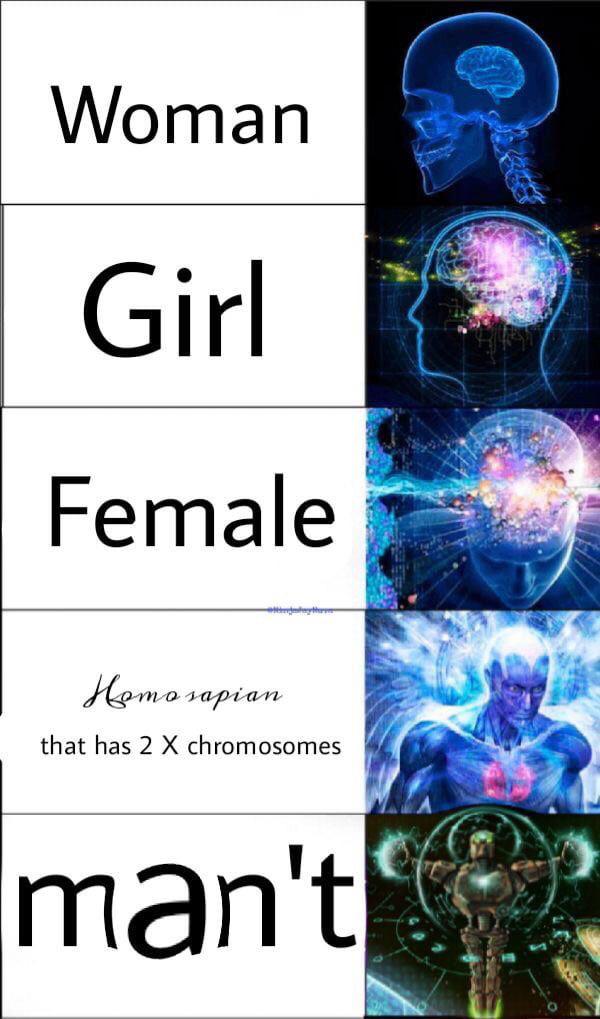 Woman
Girl
Female
Homo sapian
that has 2 X chromosomes
man't